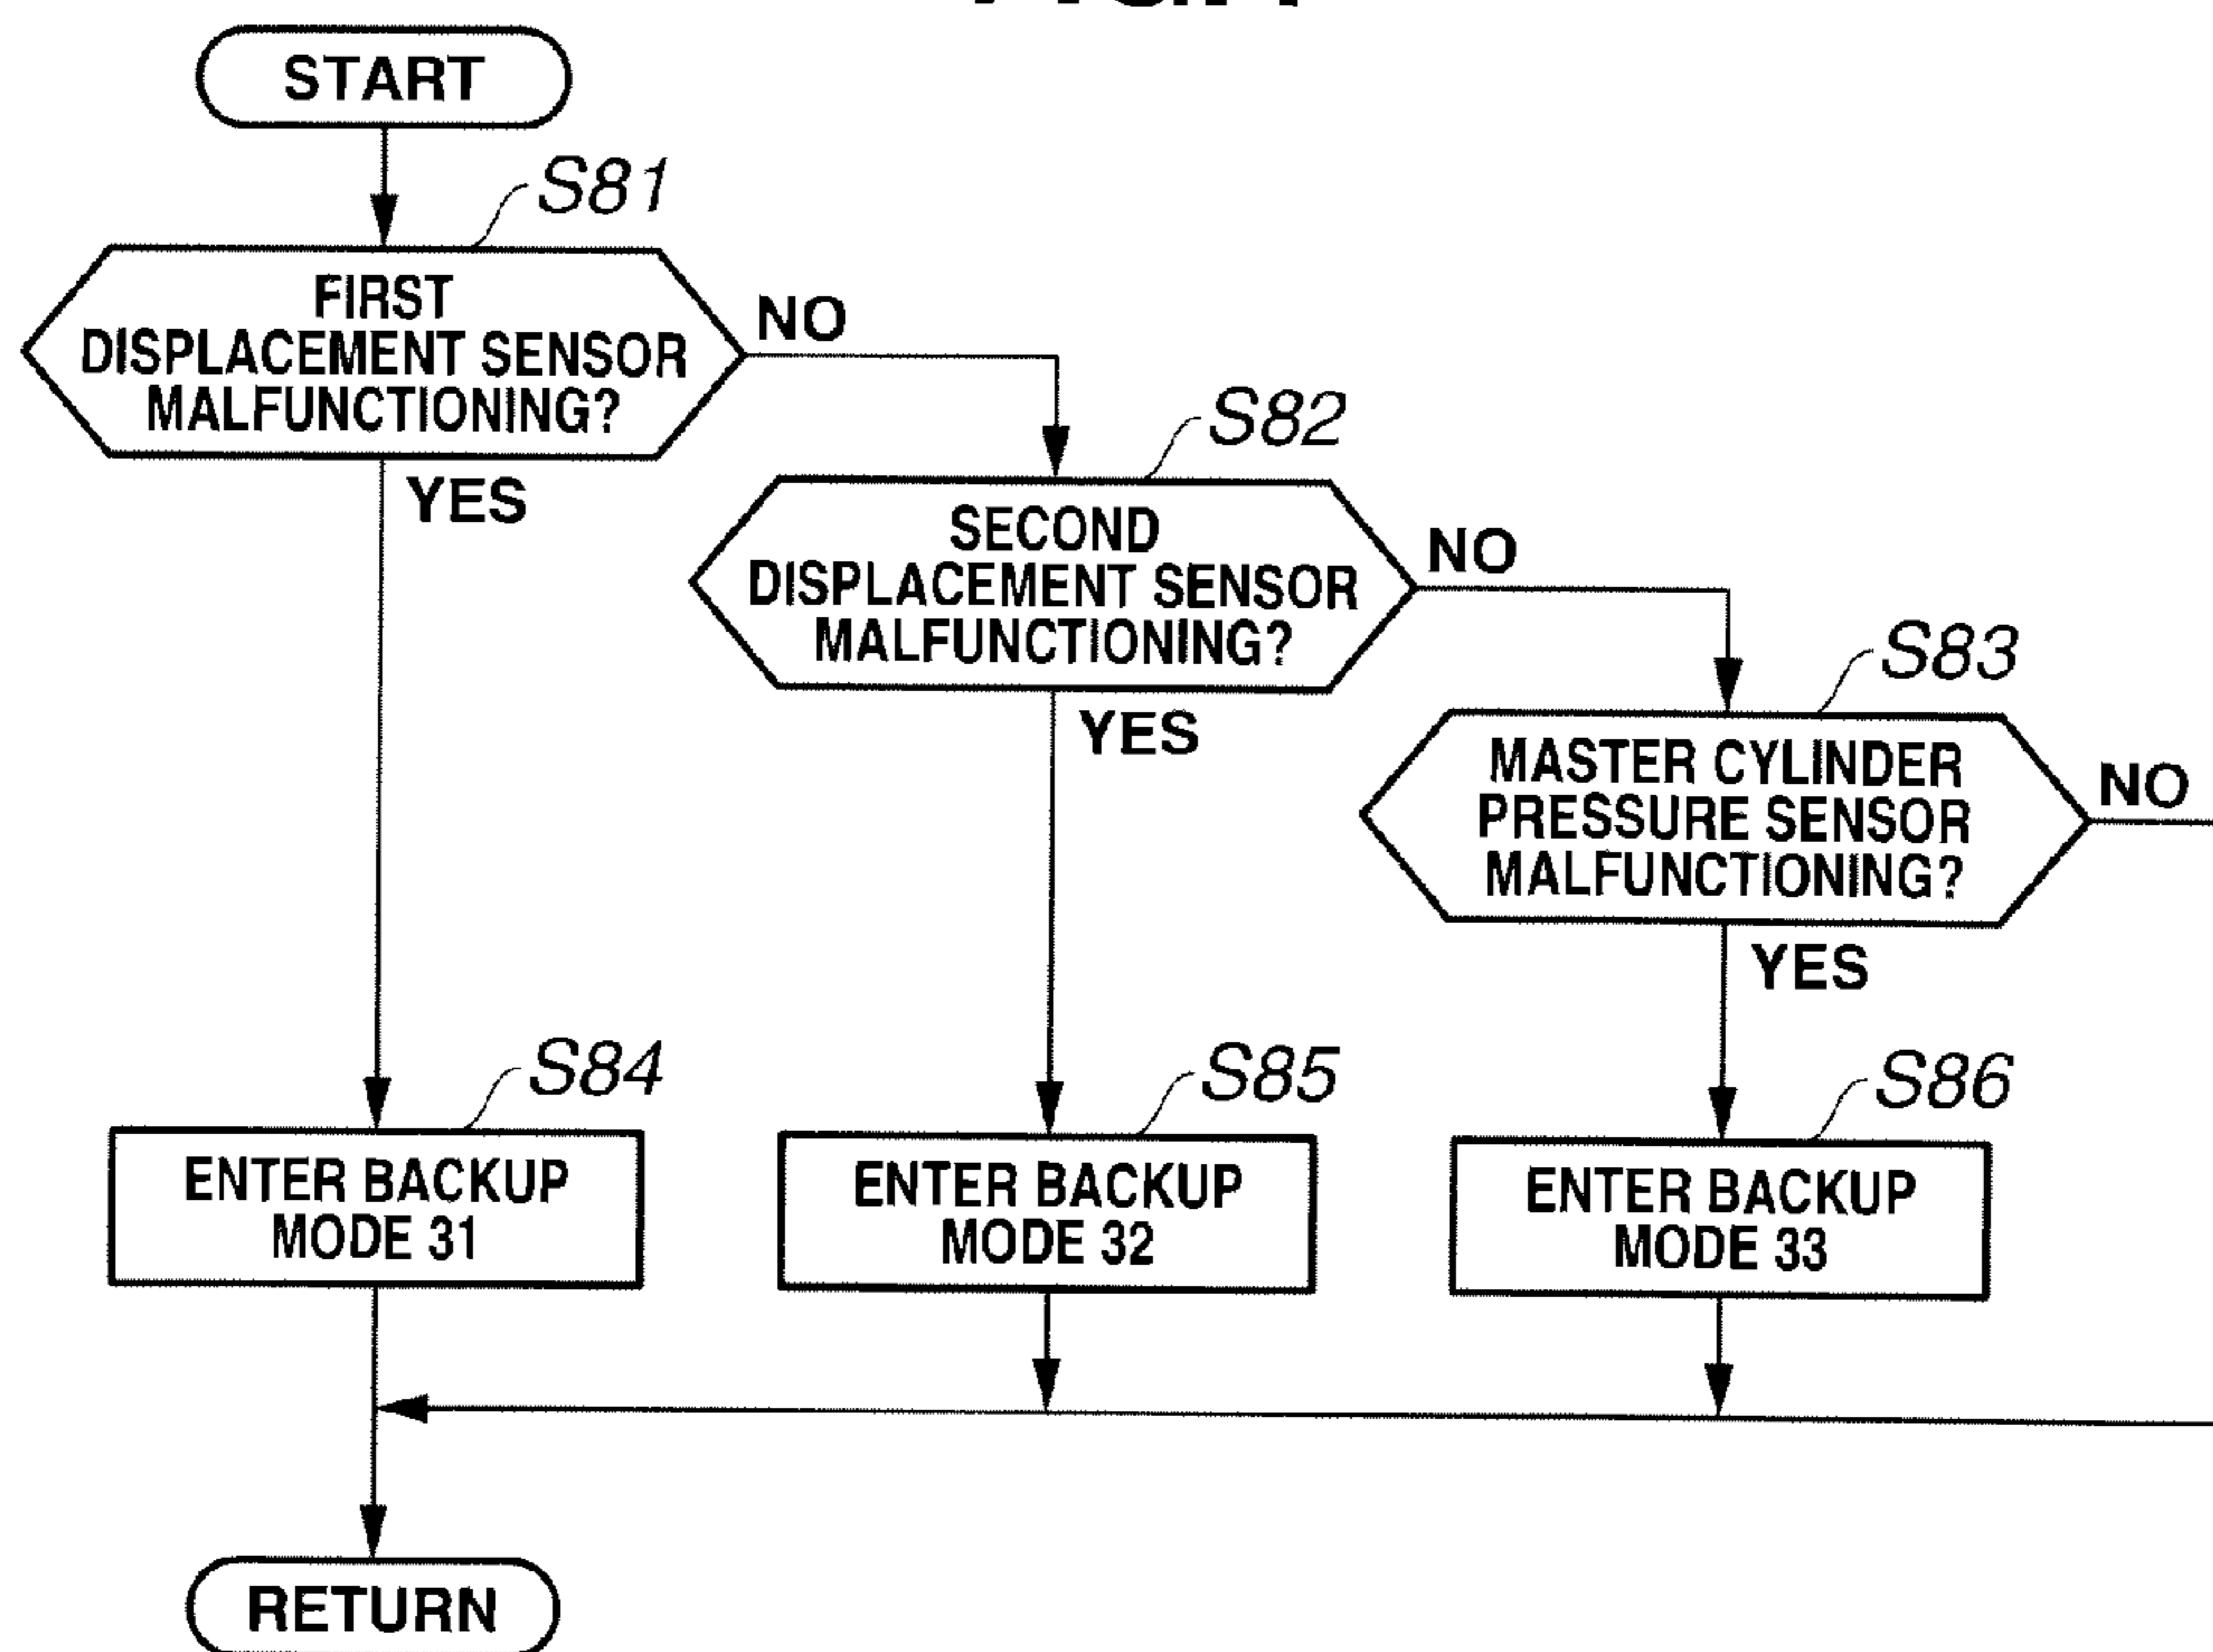 START
S81
FIRST
DISPLACEMENT SENSOR
MALFUNCTIONING?
NO
YES
S82
SECOND
DISPLACEMENT SENSOR
MALFUNCTIONING?
NO
YES
S83
MASTER CYLINDER
PRESSURE SENSOR
MALFUNCTIONING?
NO
YES
S84
ENTER BACKUP
MODE 31
S85
ENTER BACKUP
MODE 32
S86
ENTER BACKUP
MODE 33
RETURN